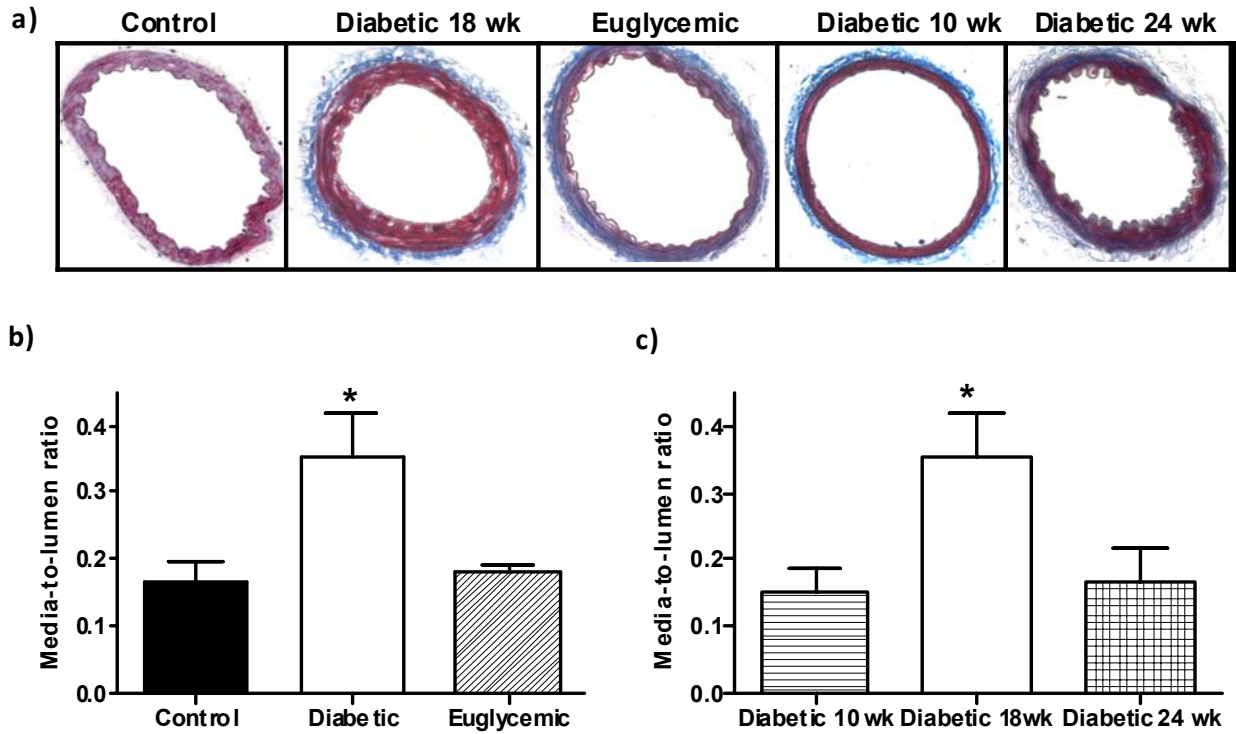 a)
Control Diabetic 18 wk Euglycemic Diabetic 10 wk Diabetic 24 wk
b)
Media-to-lumen ratio
0.4
0.3
0.2
0.1
0.0
*
Control Diabetic Euglycemic
c)
Media-to-lumen ratio
0.4
0.3
0.2
0.1
0.0
*
Diabetic 10 wk Diabetic 18wk Diabetic 24 wk